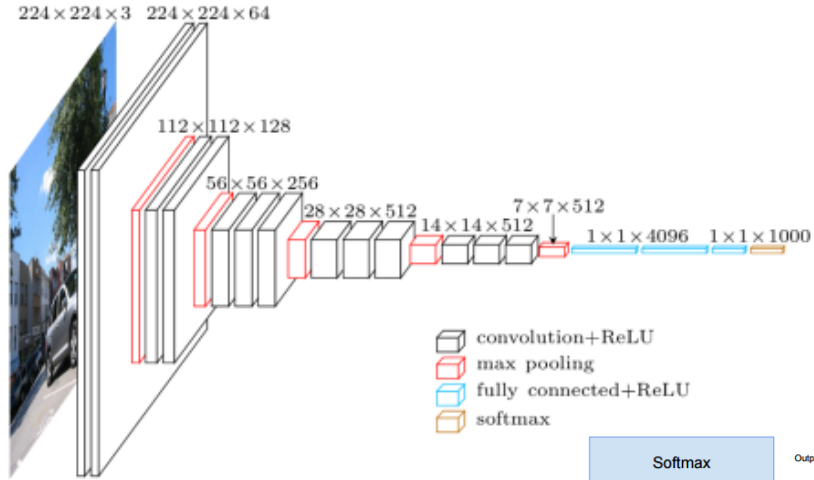 224×224×3
224×224×64
112×112×128
56×56×256
28×28×512
14×14×512
7×7×512
1×1×4096
1×1×1000
convolution+ReLU
max pooling
fully connected+ReLU
softmax
Softmax
Outp